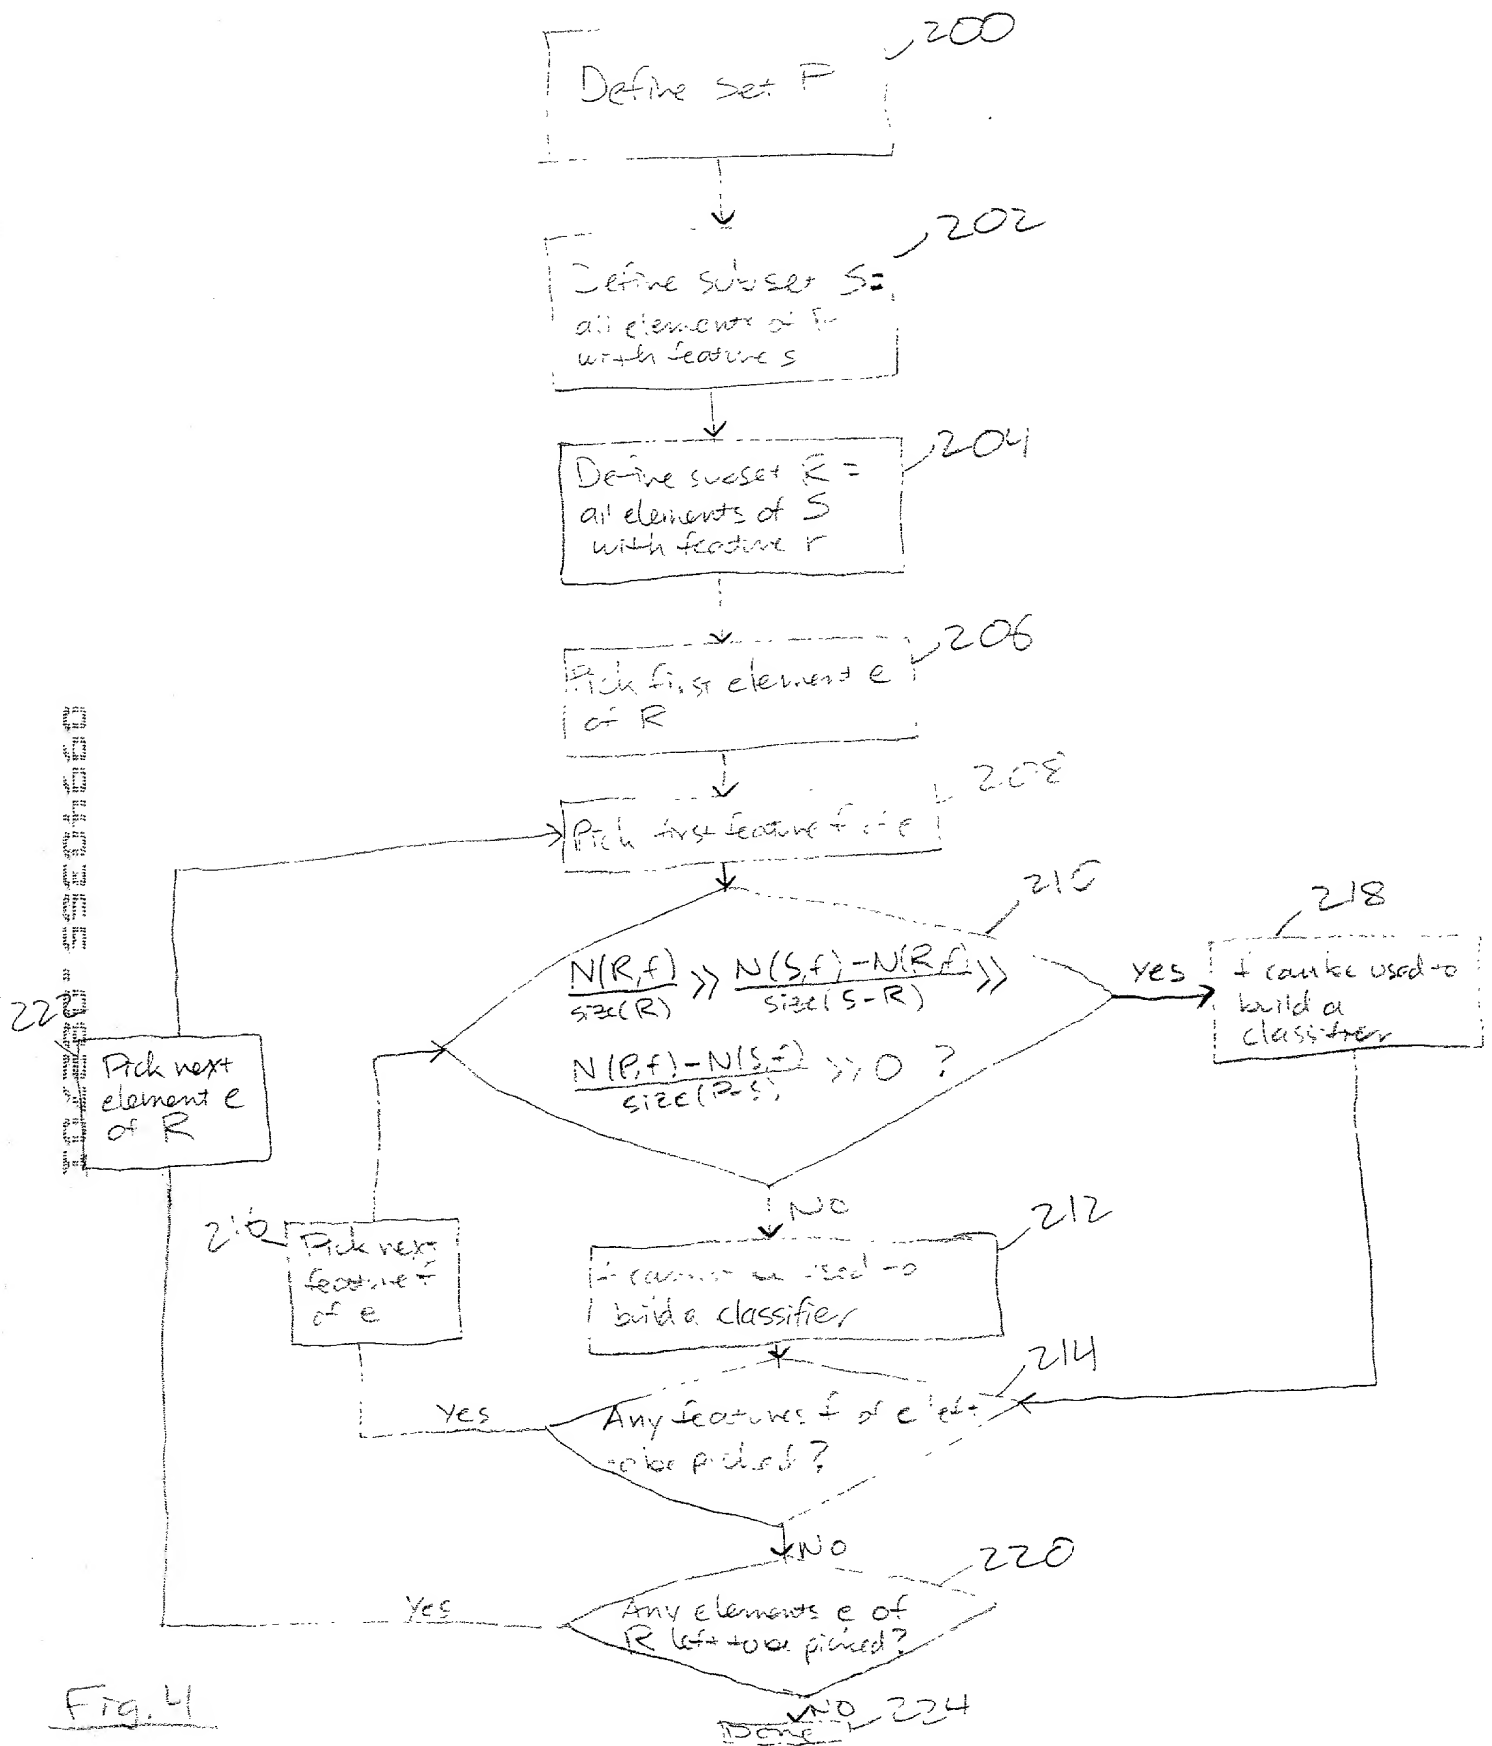 200
Define set P
202
Define subset S=
all elements of P
with feature s
204
Define subset R =
all elements of S
with feature r
206
Pick first element e
of R
208
Pick first feature f of e
210
N(R,f)/size(R) >> N(S,f)-N(R,f)/size(S-R) >>
N(P,f)-N(S,f)/size(P-S) >> 0 ?
Yes
218
f can be used to
build a
classifier
222
Pick next
element e
of R
NO
212
f cannot be used to
build a classifier
216
Pick next
feature f
of e
214
Any features f of e left
to be picked?
Yes
NO
220
Any elements e of
R left to be picked?
Yes
NO
224
Done
Fig. 4